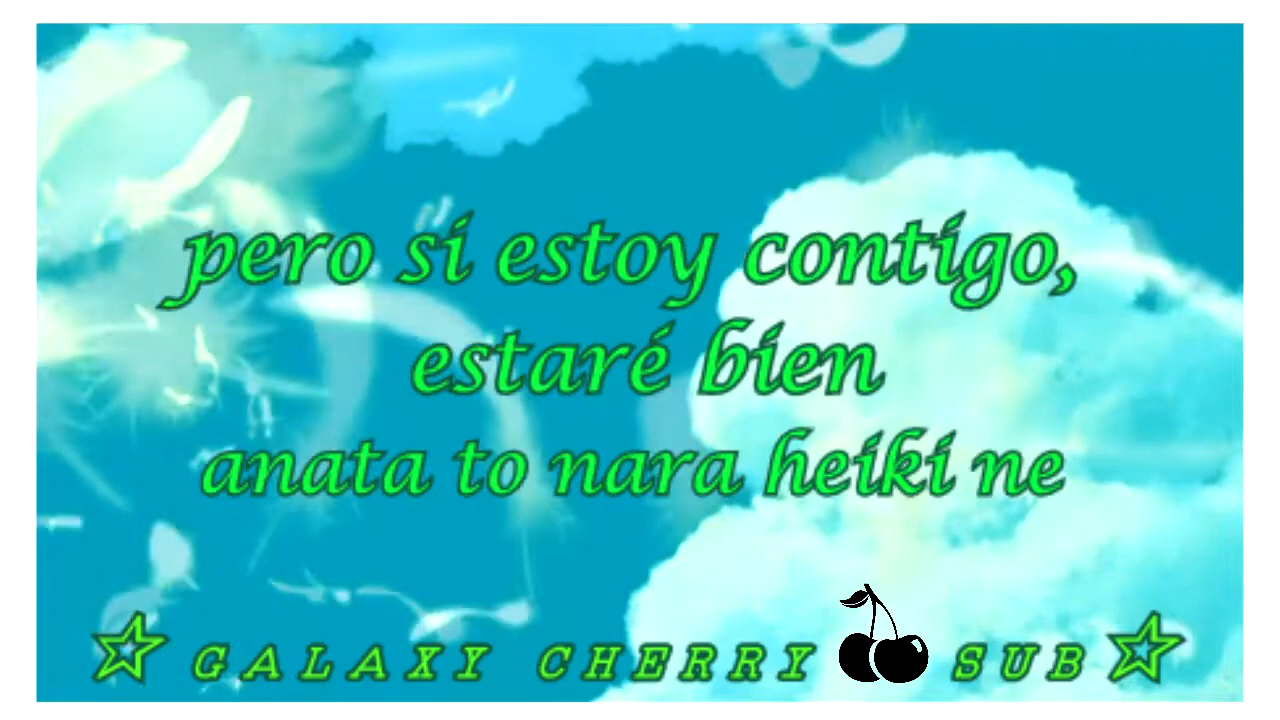 pero si estoy contigo,
estaré bien
anata to nara heiki ne
GALAXY CHERRY SUB